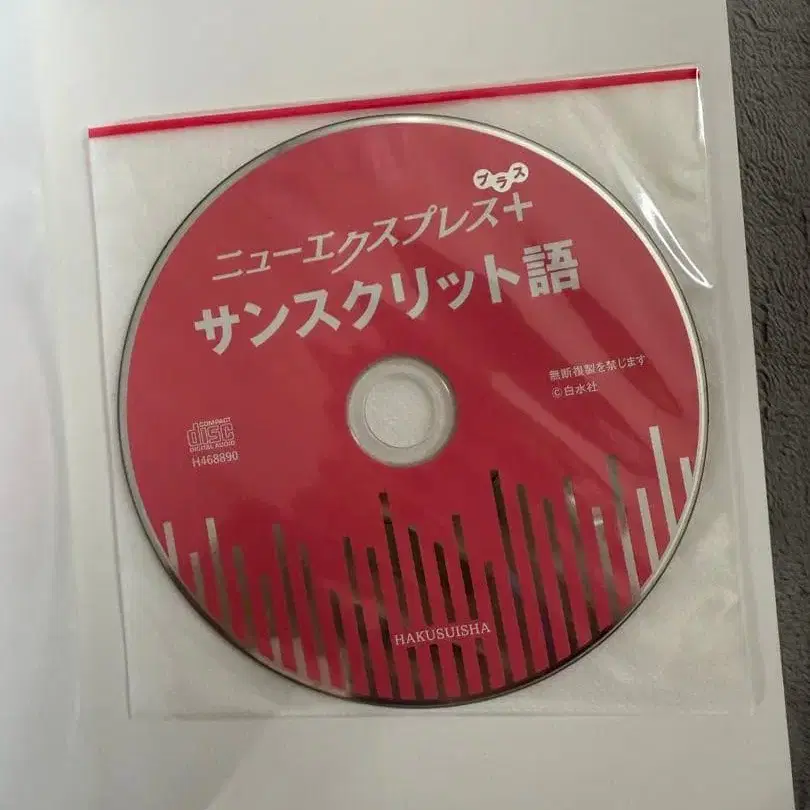 プラス
ニューエクスプレス+
サンスクリット語
無断複製を禁じます
©白水社
COMPACT
disc
DIGITAL AUDIO
H468890
HAKUSUISHA